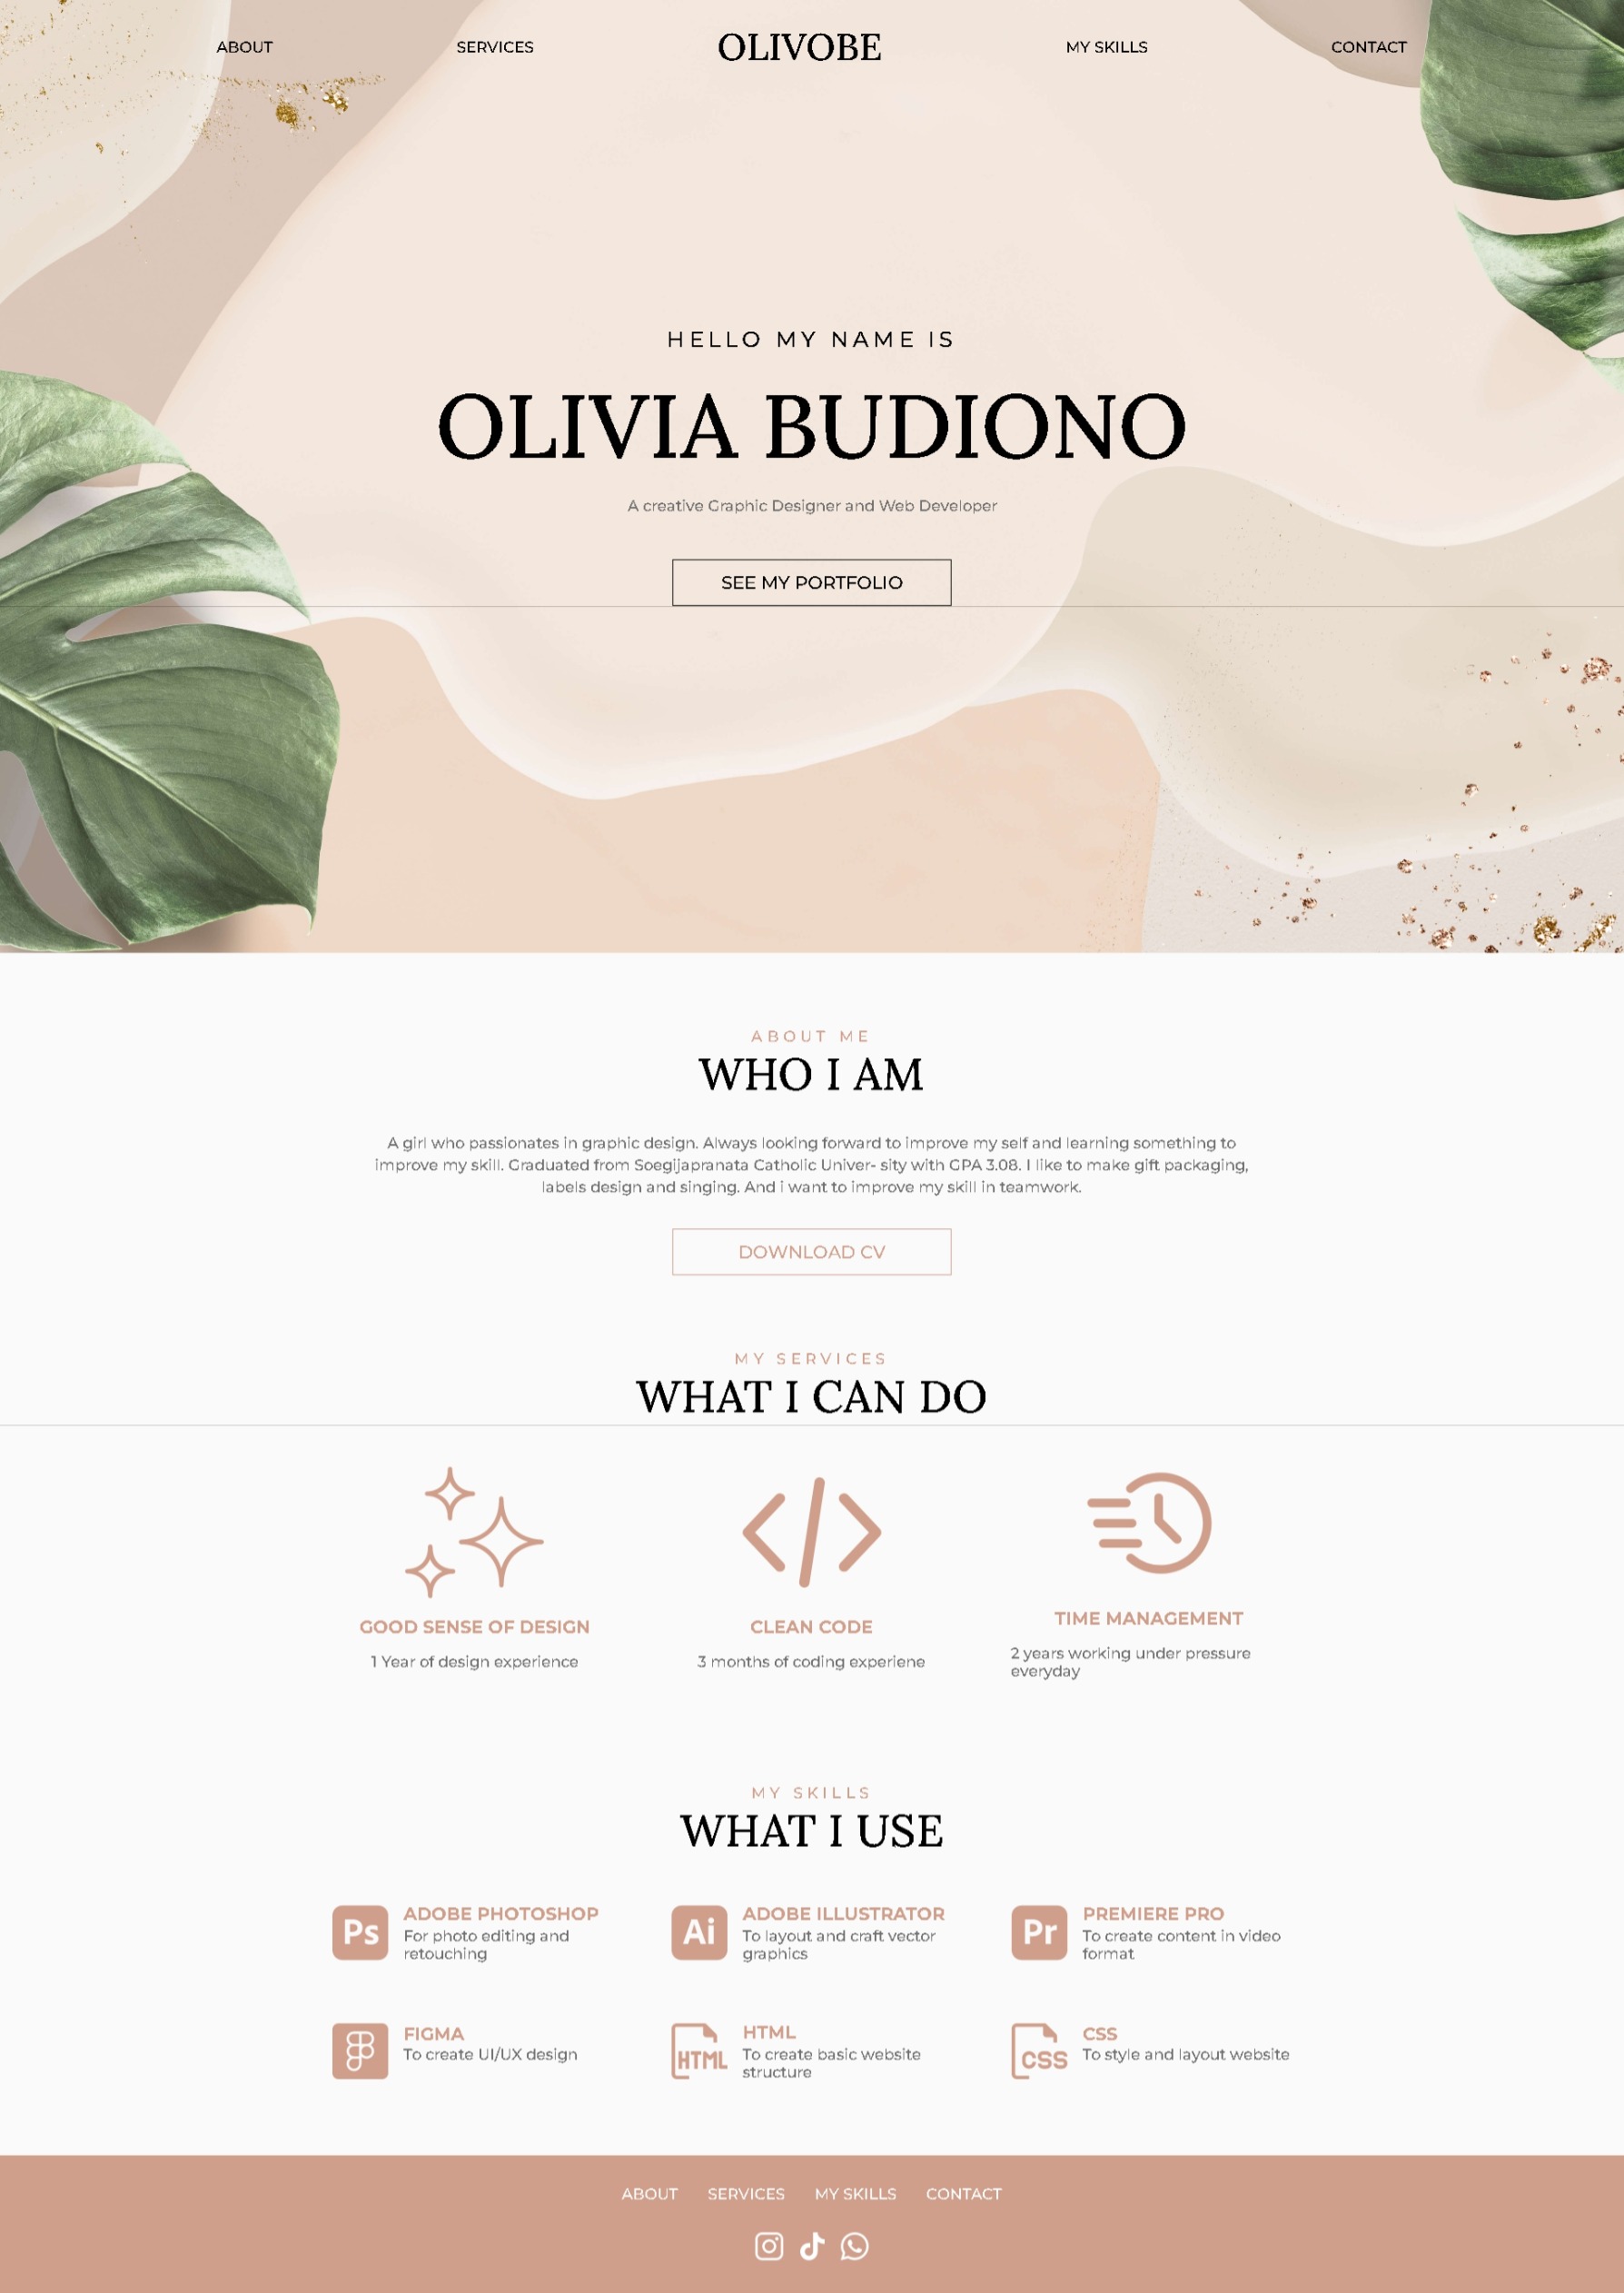 ABOUT SERVICES OLIVOBE MY SKILLS CONTACT
HELLO MY NAME IS
OLIVIA BUDIONO
A creative Graphic Designer and Web Developer
SEE MY PORTFOLIO
ABOUT ME
WHO I AM
A girl who passionates in graphic design. Always looking forward to improve my self and learning something to
improve my skill. Graduated from Soegijapranata Catholic Univer- sity with GPA 3.08. I like to make gift packaging,
labels design and singing. And i want to improve my skill in teamwork.
DOWNLOAD CV
MY SERVICES
WHAT I CAN DO
GOOD SENSE OF DESIGN
1 Year of design experience
CLEAN CODE
3 months of coding experiene
TIME MANAGEMENT
2 years working under pressure
everyday
MY SKILLS
WHAT I USE
Ps
ADOBE PHOTOSHOP
For photo editing and
retouching
Ai
ADOBE ILLUSTRATOR
To layout and craft vector
graphics
Pr
PREMIERE PRO
To create content in video
format
FIGMA
To create UI/UX design
HTML
HTML
To create basic website
structure
CSS
CSS
To style and layout website
ABOUT SERVICES MY SKILLS CONTACT